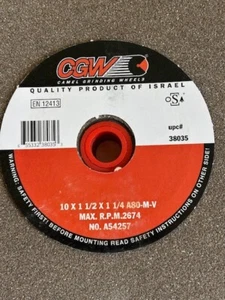 CGW
CAMEL GRINDING WHEELS
QUALITY PRODUCT OF ISRAEL
EN 12413
oSa
upc#
38035
10 X 1 1/2 X 1 1/4 A80-M-V
MAX. R.P.M.2674
NO. A54257
WARNING: SAFETY FIRST! BEFORE MOUNTING READ SAFETY INSTRUCTIONS ON OTHER SIDE!